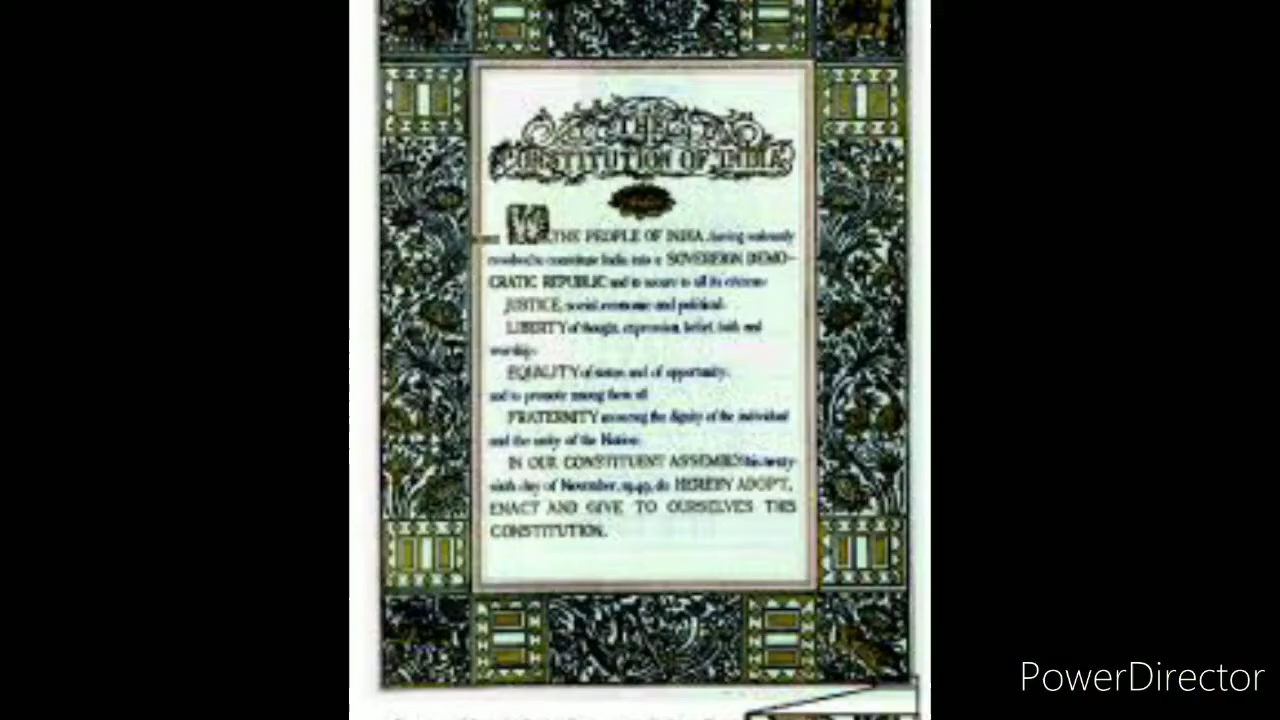 THE
CONSTITUTION OF INDIA
WE, THE PEOPLE OF INDIA, having solemnly
resolved to constitute India into a SOVEREIGN DEMO-
CRATIC REPUBLIC and to secure to all its citizens:
JUSTICE, social, economic and political;
LIBERTY of thought, expression, belief, faith and
worship;
EQUALITY of status and of opportunity;
and to promote among them all
FRATERNITY assuring the dignity of the individual
and the unity of the Nation;
IN OUR CONSTITUENT ASSEMBLY this twenty-
sixth day of November, 1949, do HEREBY ADOPT,
ENACT AND GIVE TO OURSELVES THIS
CONSTITUTION.
PowerDirector